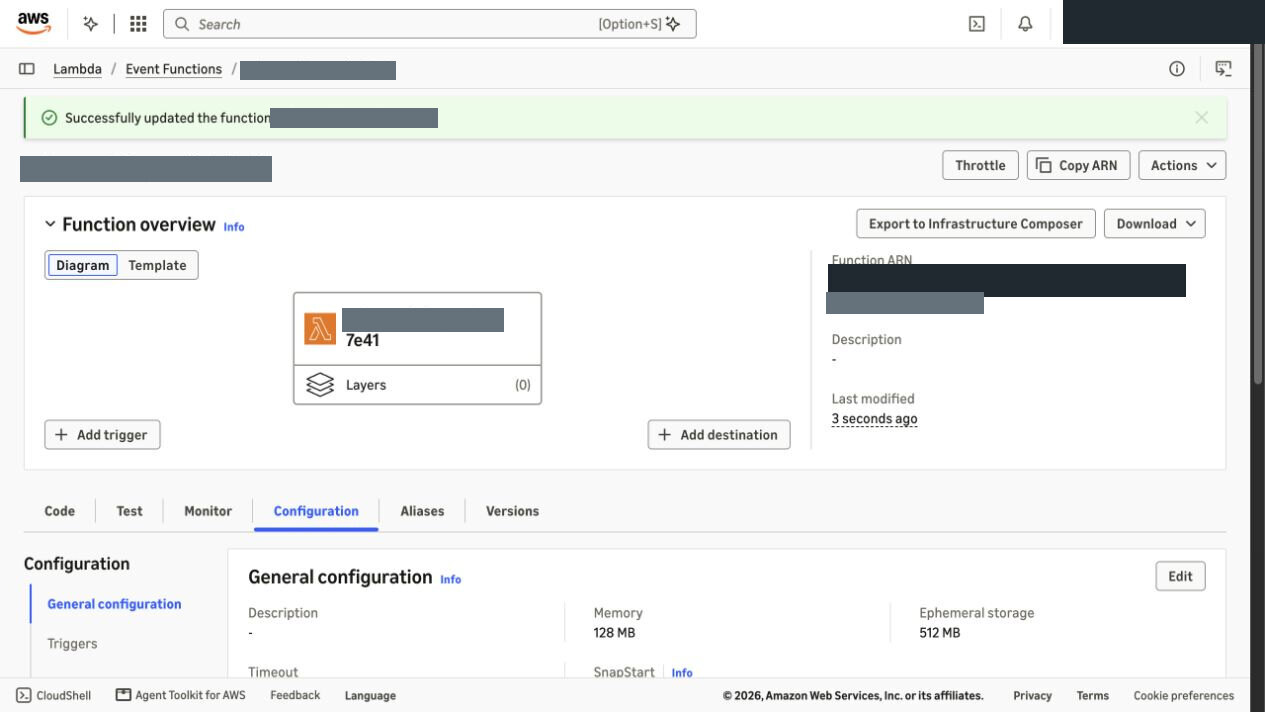 aws
Search [Option+S]
Lambda / Event Functions /
Successfully updated the function
Throttle Copy ARN Actions
Function overview Info
Export to Infrastructure Composer Download
Diagram Template
Function ARN
7e41
Description
-
Layers (0)
Last modified
3 seconds ago
+ Add trigger
+ Add destination
Code Test Monitor Configuration Aliases Versions
Configuration
General configuration Info
Edit
General configuration
Triggers
Description
-
Memory
128 MB
Ephemeral storage
512 MB
Timeout
SnapStart Info
CloudShell Agent Toolkit for AWS Feedback Language © 2026, Amazon Web Services, Inc. or its affiliates. Privacy Terms Cookie preferences